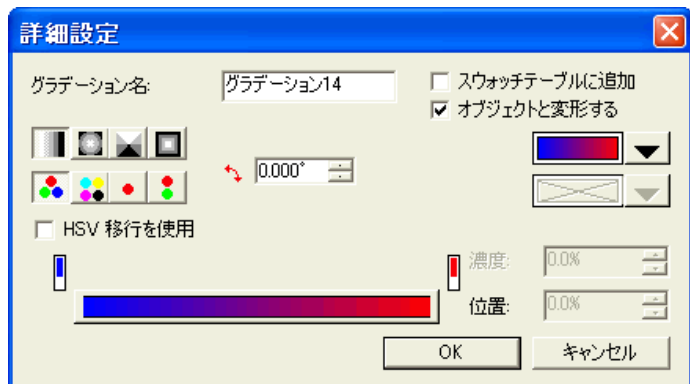 詳細設定
グラデーション名:
グラデーション14
スウォッチテーブルに追加
オブジェクトと変形する
0.000°
HSV 移行を使用
濃度:
0.0%
位置:
0.0%
OK
キャンセル